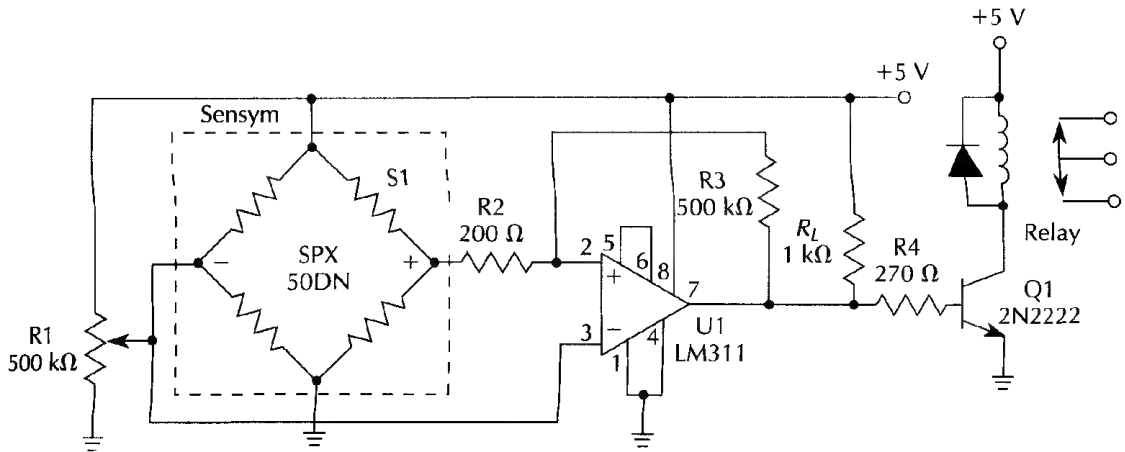 +5 V
+5 V
Sensym
S1
R2
200 Ω
R3
500 kΩ
R_L
1 kΩ
R4
270 Ω
Relay
SPX
50DN
−
+
2
5
6
8
7
+
−
3
1
4
U1
LM311
Q1
2N2222
R1
500 kΩ